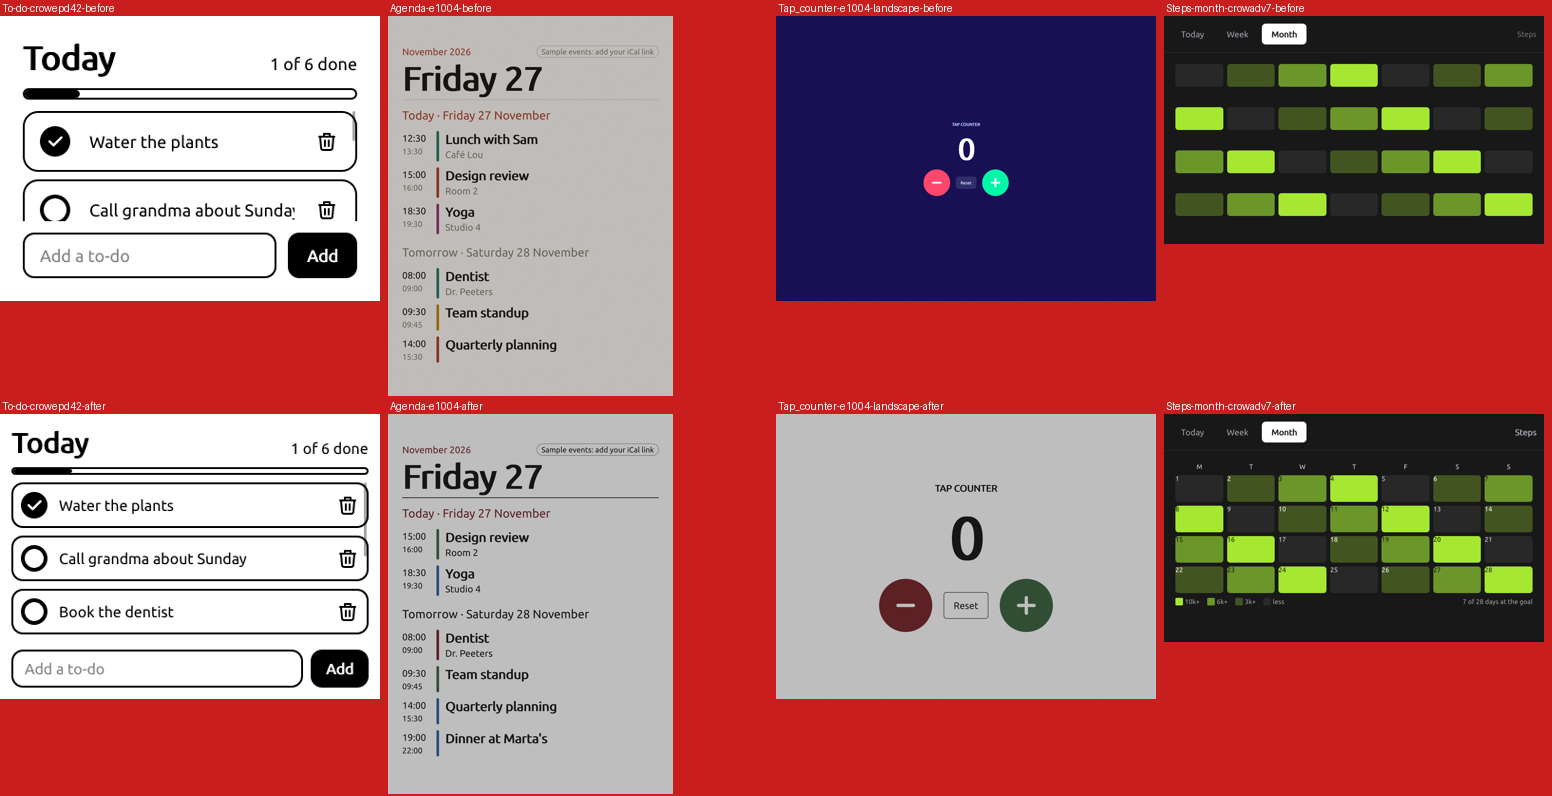 To-do-crowepd42-before
Today
1 of 6 done
Water the plants
Call grandma about Sunday
Add a to-do
Add
Agenda-e1004-before
November 2026
Sample events: add your iCal link
Friday 27
Today · Friday 27 November
12:30 Lunch with Sam
13:30 Café Lou
15:00 Design review
16:00 Room 2
18:30 Yoga
19:30 Studio 4
Tomorrow · Saturday 28 November
08:00 Dentist
09:00 Dr. Peeters
09:30 Team standup
09:45
14:00 Quarterly planning
15:30
Tap_counter-e1004-landscape-before
TAP COUNTER
0
− Reset +
Steps-month-crowadv7-before
Today Week Month Steps
To-do-crowepd42-after
Today
1 of 6 done
Water the plants
Call grandma about Sunday
Book the dentist
Add a to-do
Add
Agenda-e1004-after
November 2026
Sample events: add your iCal link
Friday 27
Today · Friday 27 November
15:00 Design review
16:00 Room 2
18:30 Yoga
19:30 Studio 4
Tomorrow · Saturday 28 November
08:00 Dentist
09:00 Dr. Peeters
09:30 Team standup
09:45
14:00 Quarterly planning
15:30
19:00 Dinner at Marta's
22:00
Tap_counter-e1004-landscape-after
TAP COUNTER
0
− Reset +
Steps-month-crowadv7-after
Today Week Month Steps
M T W T F S S
1 2 3 4 5 6 7
8 9 10 11 12 13 14
15 16 17 18 19 20 21
22 23 24 25 26 27 28
10k+ 6k+ 3k+ less
7 of 28 days at the goal